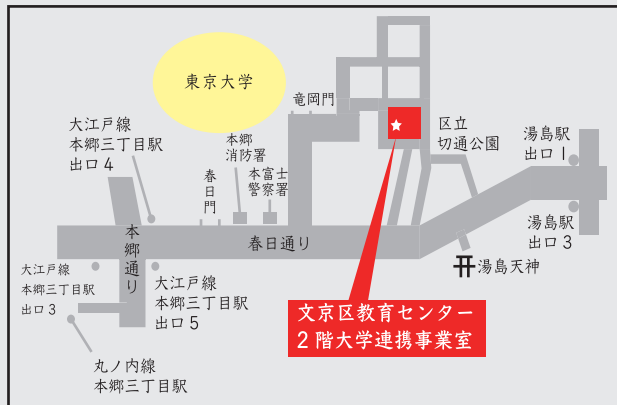 東京大学
竜岡門
区立
切通公園
湯島駅
出口1
大江戸線
本郷三丁目駅
出口4
本郷
消防署
春日門
本富士
警察署
湯島駅
出口3
本郷通り
春日通り
湯島天神
大江戸線
本郷三丁目駅
出口3
大江戸線
本郷三丁目駅
出口5
文京区教育センター
2階大学連携事業室
丸ノ内線
本郷三丁目駅